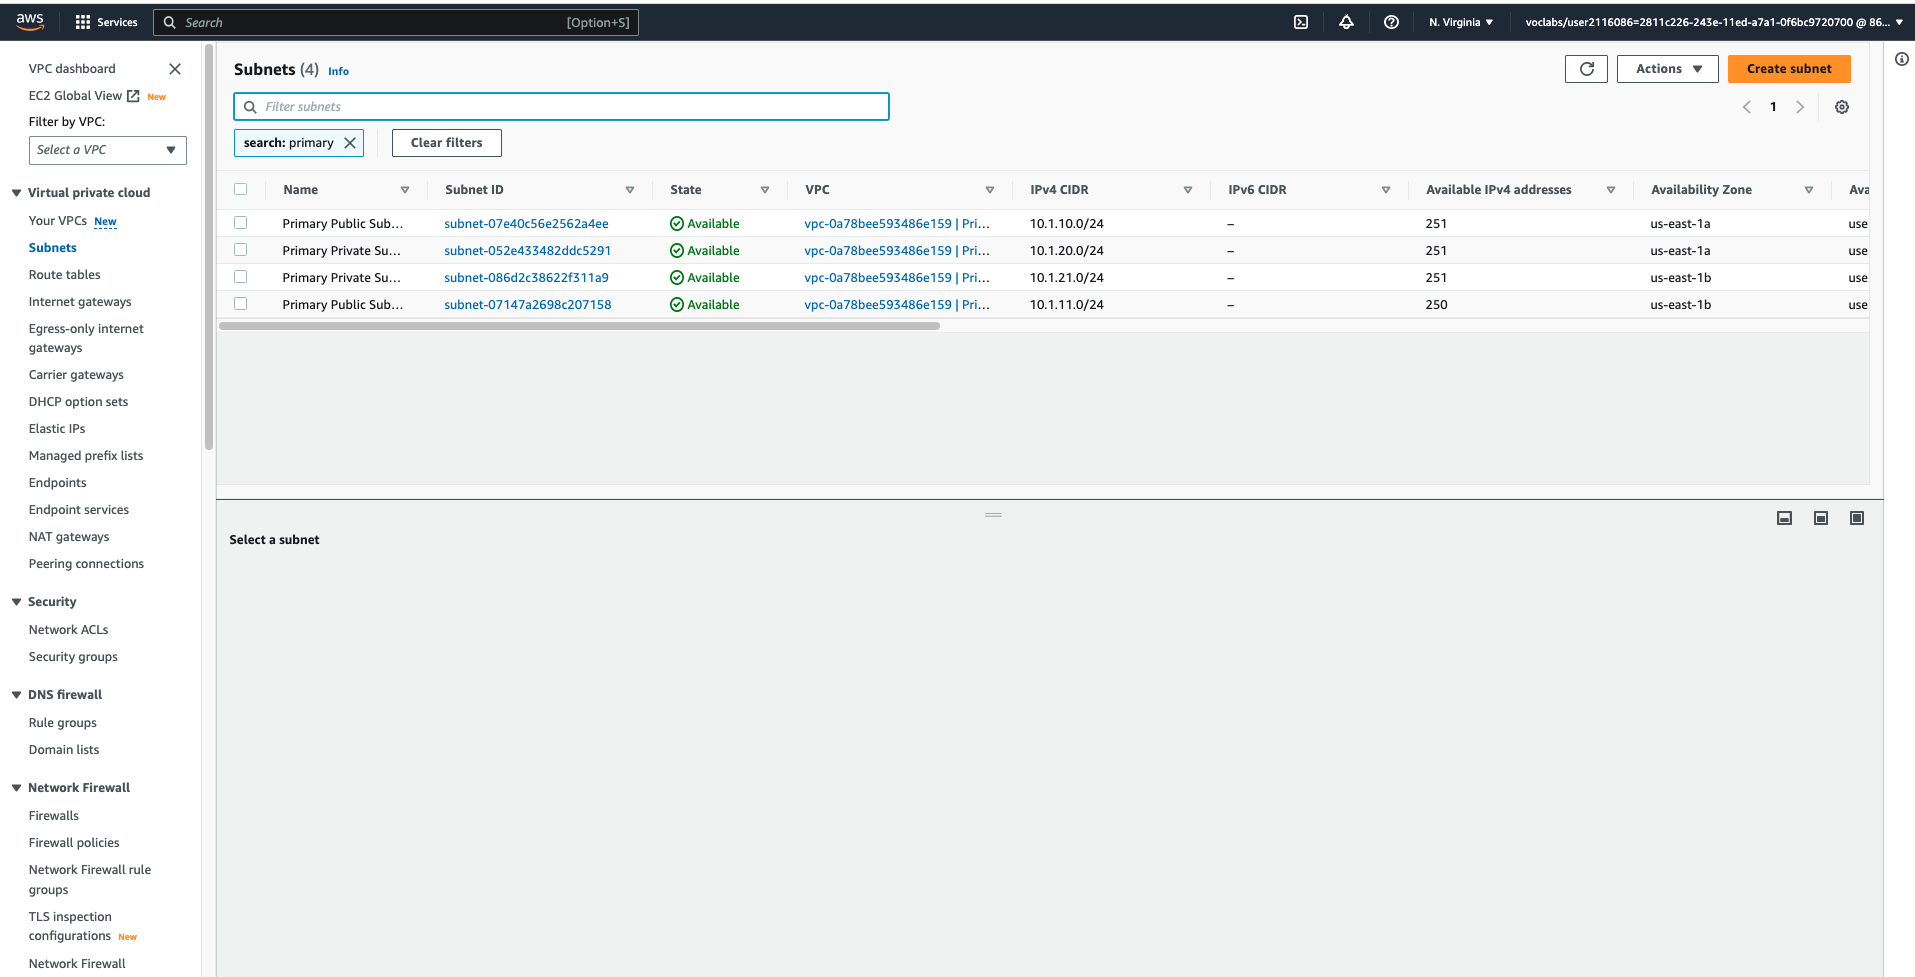 aws
Services
Search
[Option+S]
N. Virginia
voclabs/user2116086=2811c226-243e-11ed-a7a1-0f6bc9720700 @ 86...
VPC dashboard
EC2 Global View New
Filter by VPC:
Select a VPC
Virtual private cloud
Your VPCs New
Subnets
Route tables
Internet gateways
Egress-only internet
gateways
Carrier gateways
DHCP option sets
Elastic IPs
Managed prefix lists
Endpoints
Endpoint services
NAT gateways
Peering connections
Security
Network ACLs
Security groups
DNS firewall
Rule groups
Domain lists
Network Firewall
Firewalls
Firewall policies
Network Firewall rule
groups
TLS inspection
configurations New
Network Firewall
Subnets (4) Info
Actions
Create subnet
Filter subnets
1
search: primary
Clear filters
Name Subnet ID State VPC IPv4 CIDR IPv6 CIDR Available IPv4 addresses Availability Zone Ava
Primary Public Sub... subnet-07e40c56e2562a4ee Available vpc-0a78bee593486e159 | Pri... 10.1.10.0/24 – 251 us-east-1a use
Primary Private Su... subnet-052e433482ddc5291 Available vpc-0a78bee593486e159 | Pri... 10.1.20.0/24 – 251 us-east-1a use
Primary Private Su... subnet-086d2c38622f311a9 Available vpc-0a78bee593486e159 | Pri... 10.1.21.0/24 – 251 us-east-1b use
Primary Public Sub... subnet-07147a2698c207158 Available vpc-0a78bee593486e159 | Pri... 10.1.11.0/24 – 250 us-east-1b use
Select a subnet